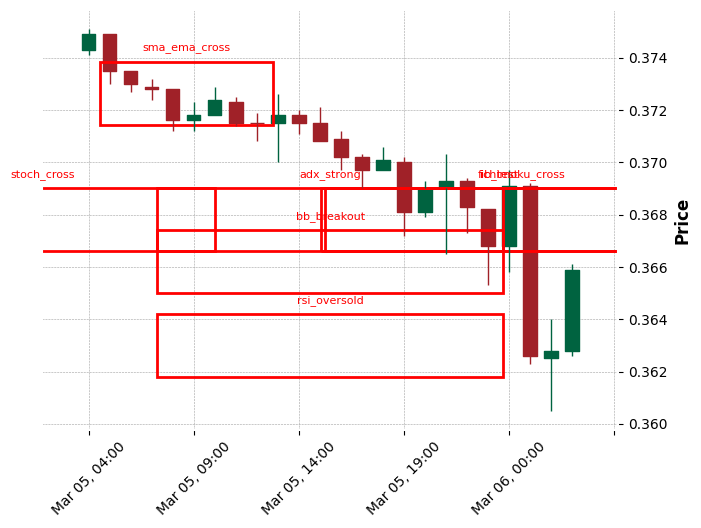 sma_ema_cross
stoch_cross
adx_strong
ichimoku_cross
bb_breakout
rsi_oversold
0.374
0.372
0.370
0.368
0.366
0.364
0.362
0.360
Price
Mar 05, 04:00
Mar 05, 09:00
Mar 05, 14:00
Mar 05, 19:00
Mar 06, 00:00